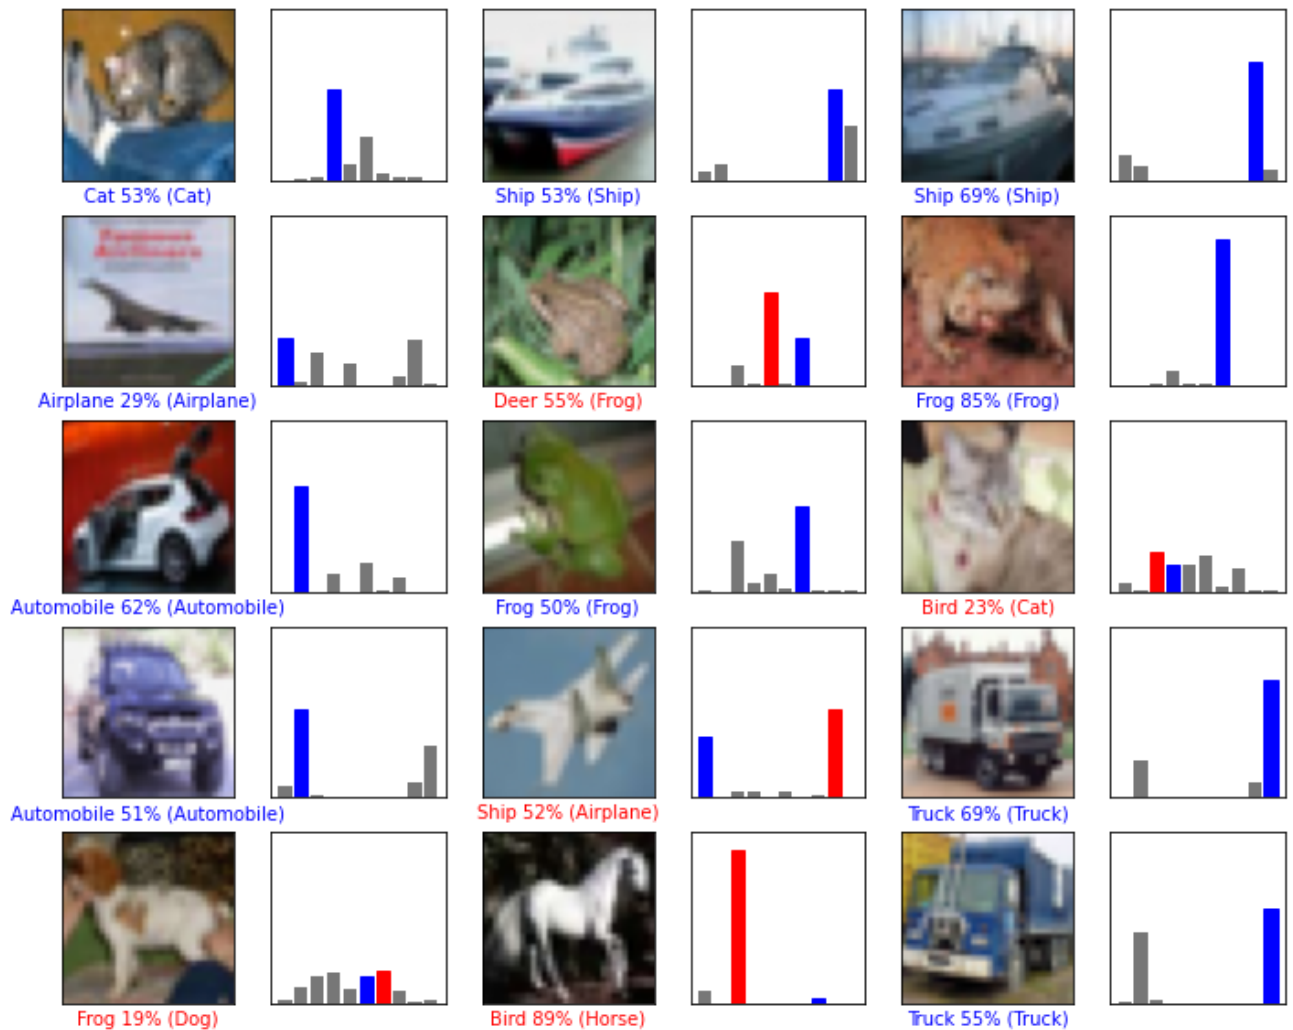 Cat 53% (Cat)
Ship 53% (Ship)
Ship 69% (Ship)
Airplane 29% (Airplane)
Deer 55% (Frog)
Frog 85% (Frog)
Automobile 62% (Automobile)
Frog 50% (Frog)
Bird 23% (Cat)
Automobile 51% (Automobile)
Ship 52% (Airplane)
Truck 69% (Truck)
Frog 19% (Dog)
Bird 89% (Horse)
Truck 55% (Truck)